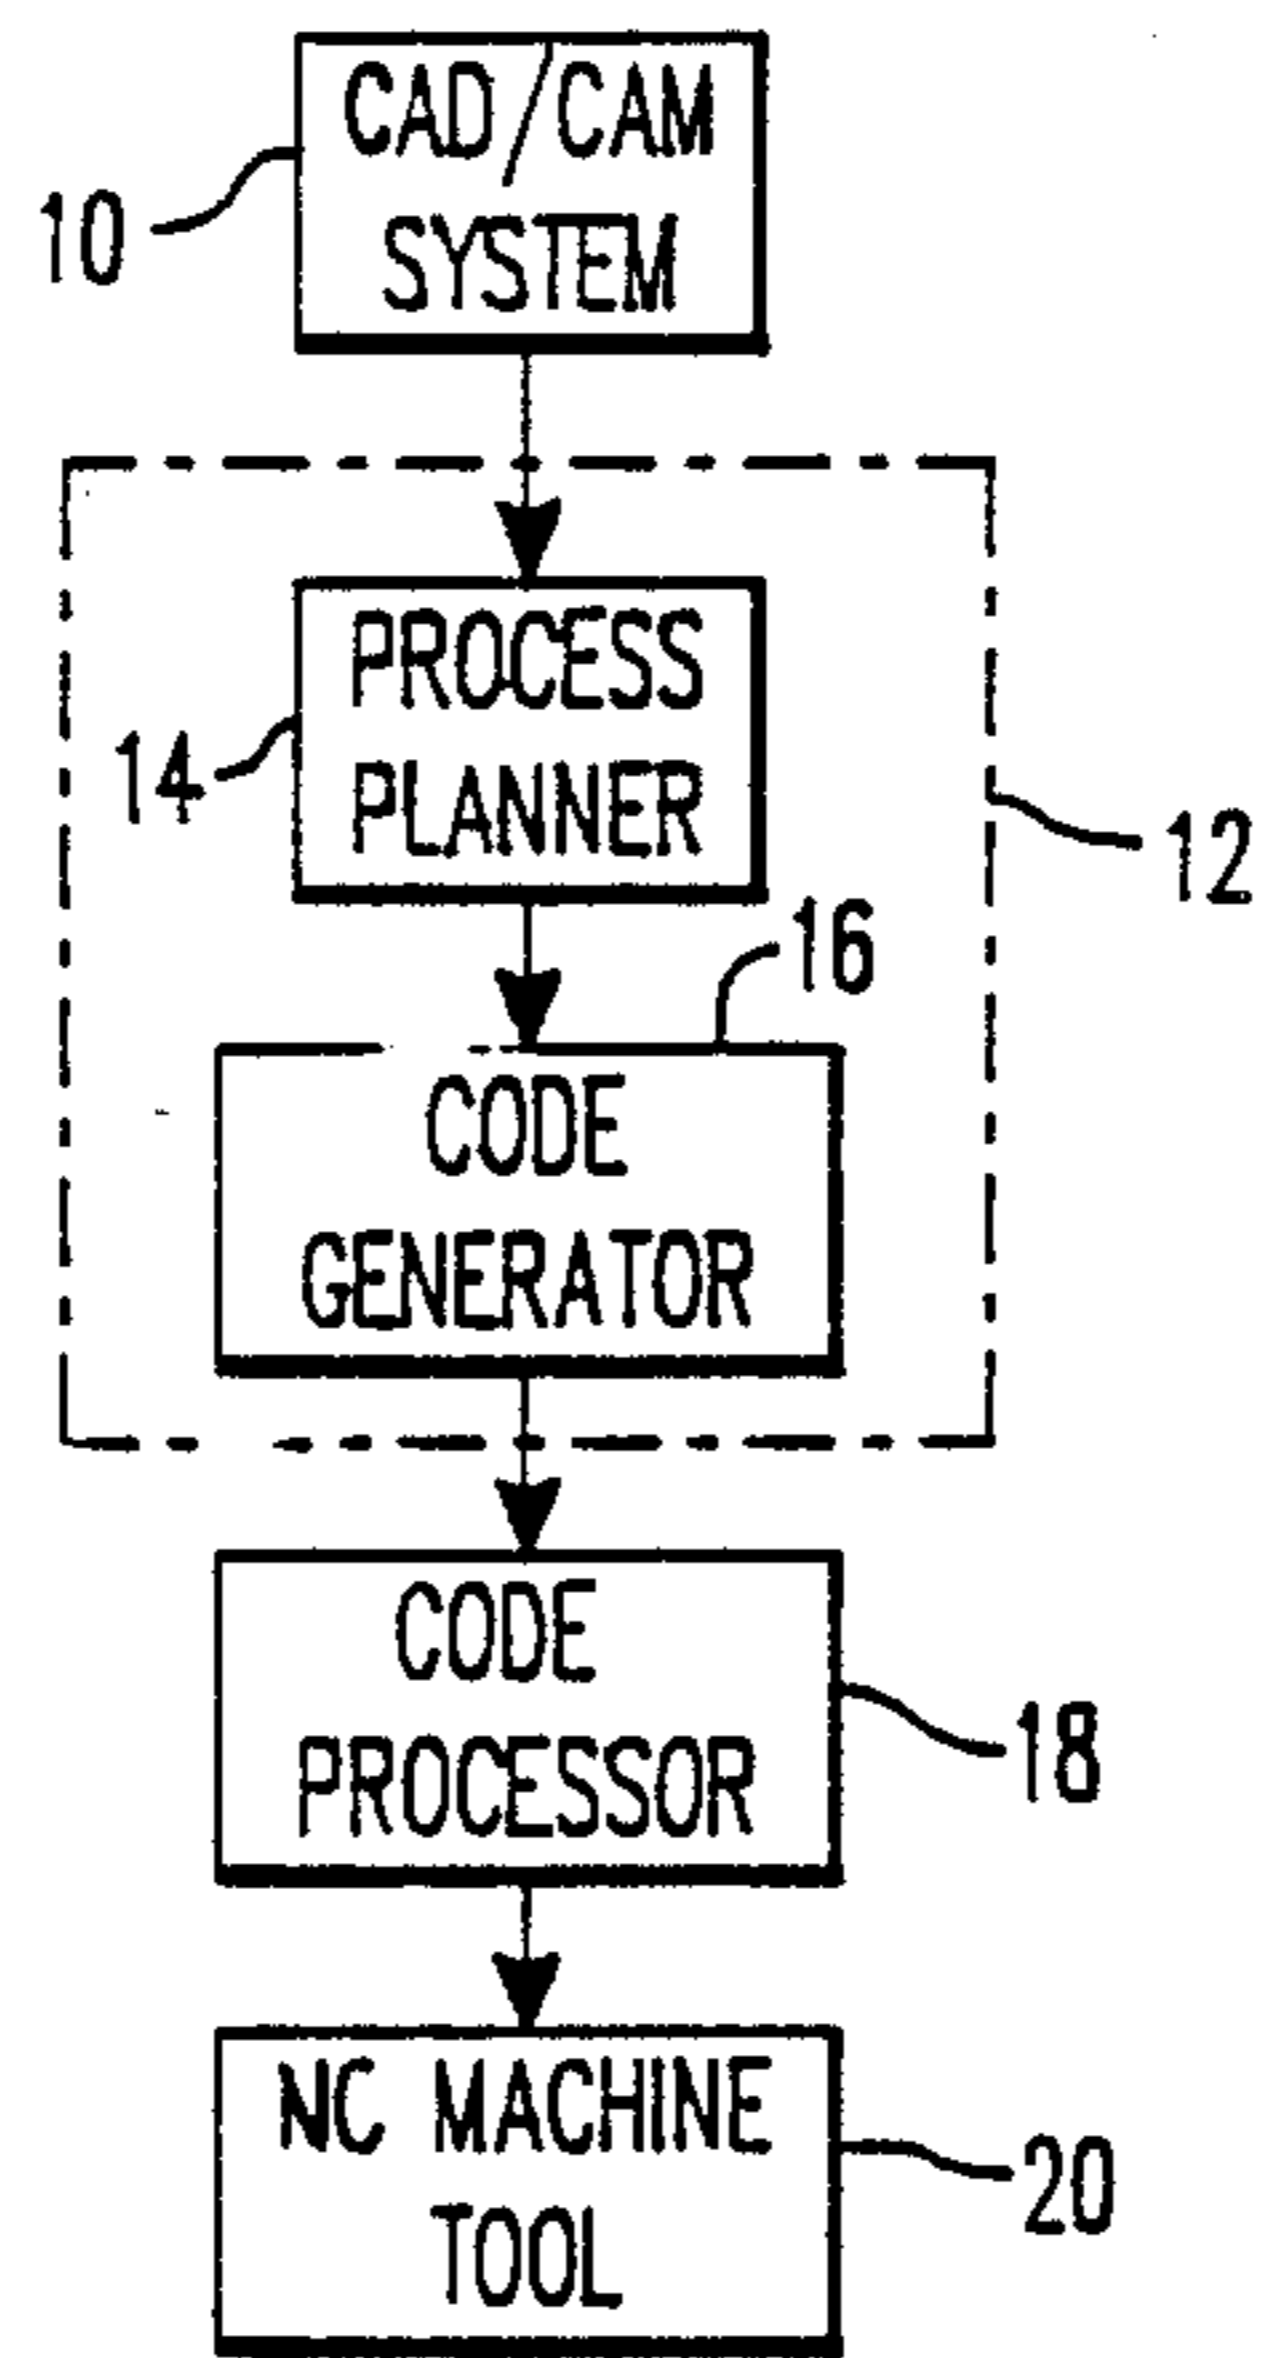 CAD/CAM
SYSTEM
10
PROCESS
PLANNER
14
12
16
CODE
GENERATOR
CODE
PROCESSOR
18
NC MACHINE
TOOL
20